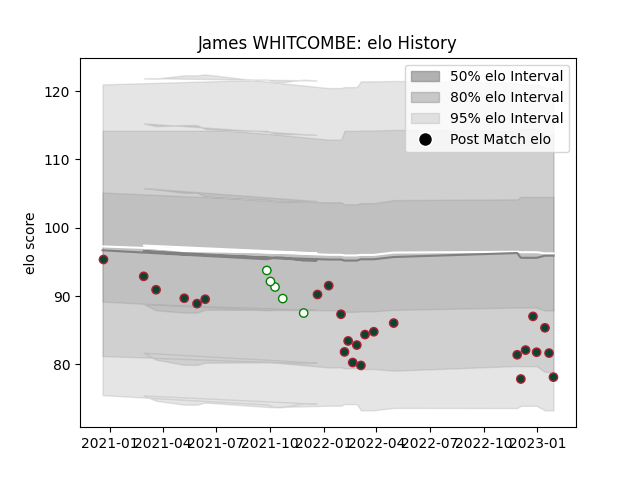 James WHITCOMBE: elo History
50% elo Interval
80% elo Interval
95% elo Interval
Post Match elo
elo score
120
110
100
90
80
2021-01 2021-04 2021-07 2021-10 2022-01 2022-04 2022-07 2022-10 2023-01